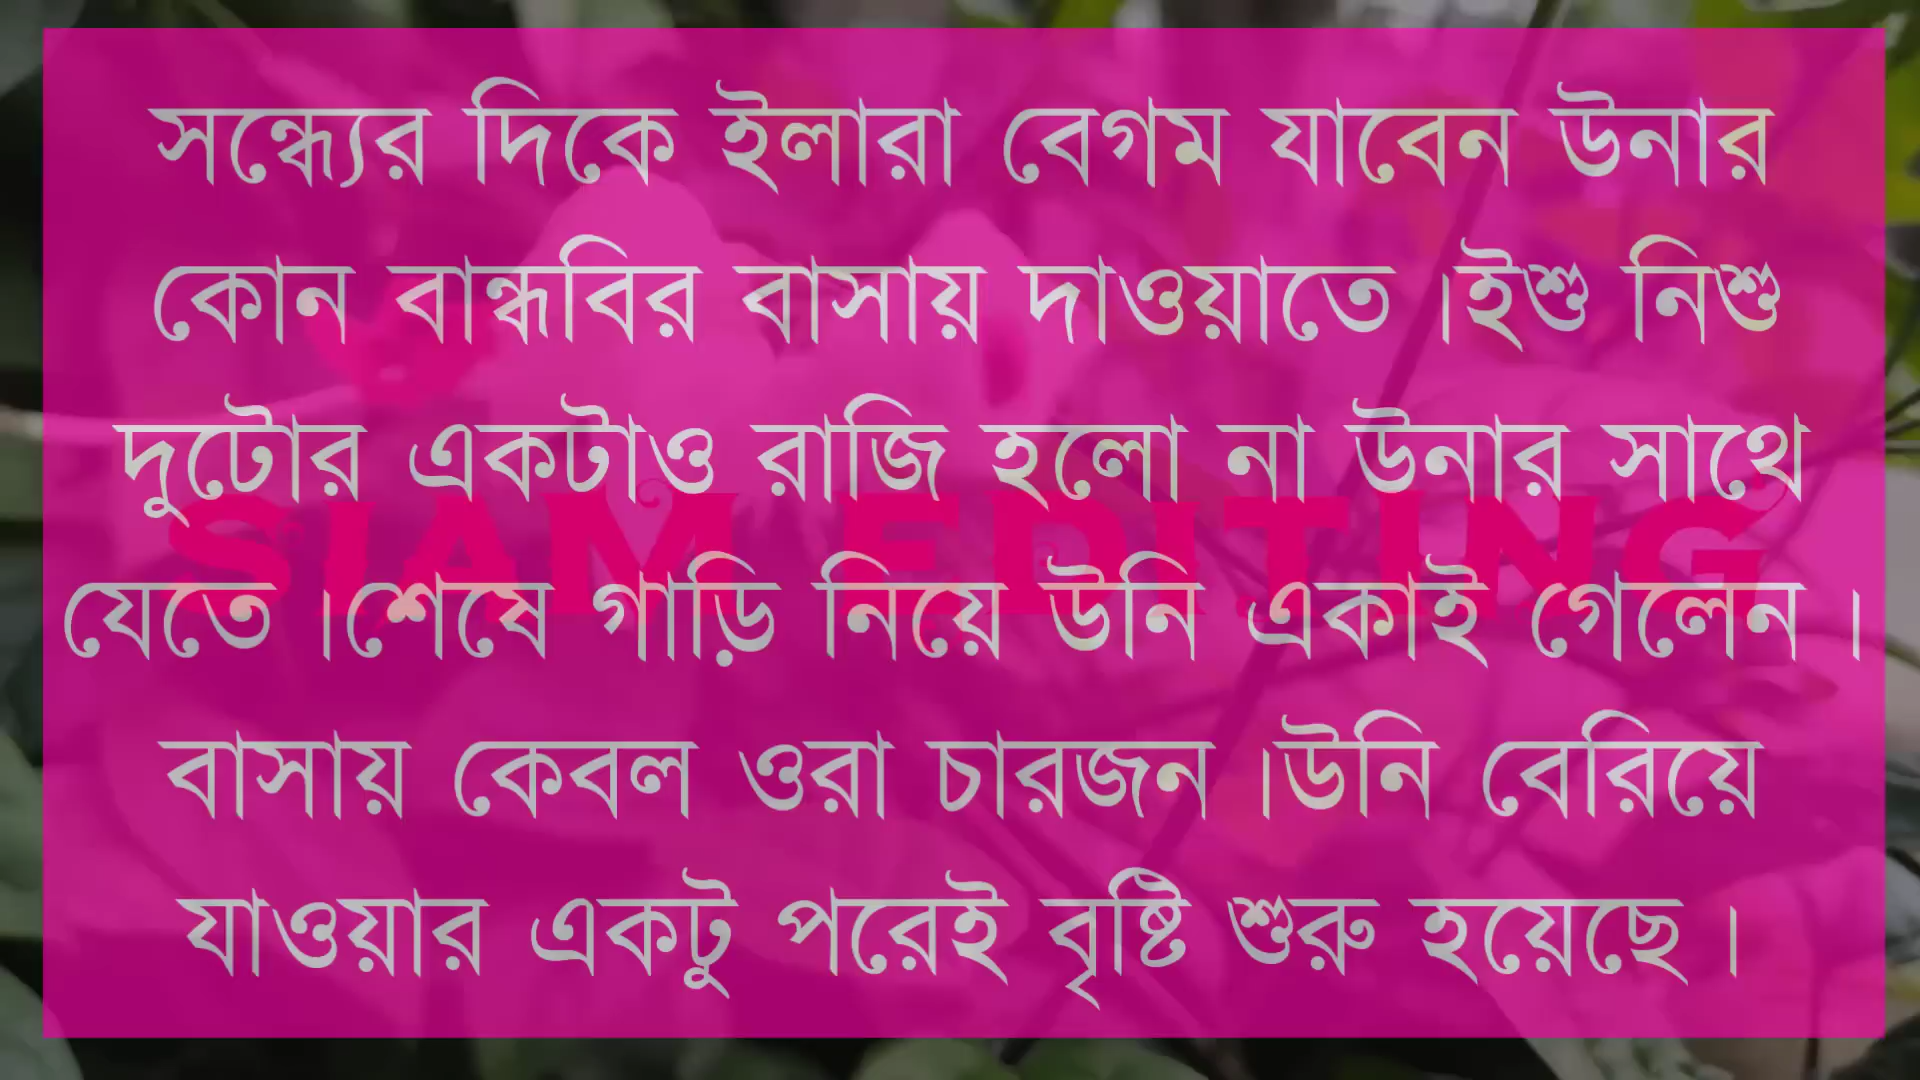 সন্ধ্যের দিকে ইলারা বেগম যাবেন উনার
কোন বান্ধবির বাসায় দাওয়াতে ।ইশু নিশু
দুটোর একটাও রাজি হলো না উনার সাথে
SIAM EDITING
যেতে ।শেষে গাড়ি নিয়ে উনি একাই গেলেন ।
বাসায় কেবল ওরা চারজন ।উনি বেরিয়ে
যাওয়ার একটু পরেই বৃষ্টি শুরু হয়েছে ।